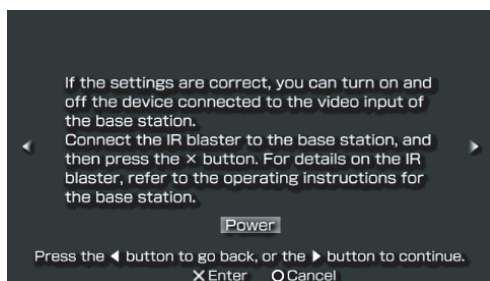 If the settings are correct, you can turn on and
off the device connected to the video input of
the base station.
Connect the IR blaster to the base station, and
then press the × button. For details on the IR
blaster, refer to the operating instructions for
the base station.
Power
Press the ◀ button to go back, or the ▶ button to continue.
✕Enter ○Cancel